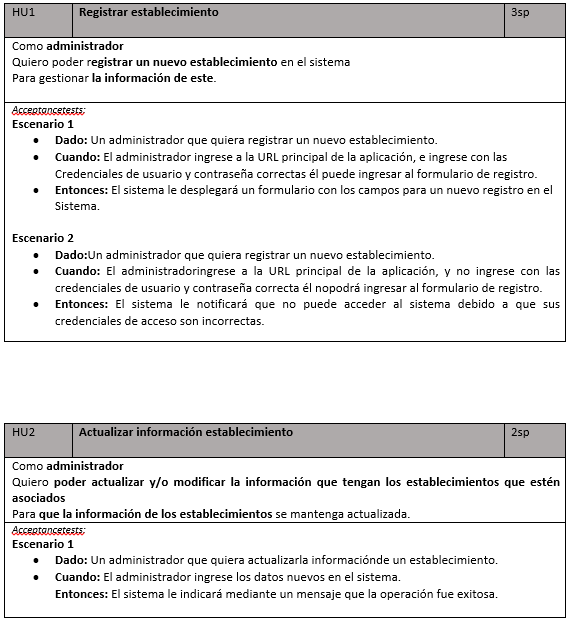 HU1 Registrar establecimiento 3sp
Como administrador
Quiero poder registrar un nuevo establecimiento en el sistema
Para gestionar la información de este.
Acceptancetests:
Escenario 1
• Dado: Un administrador que quiera registrar un nuevo establecimiento.
• Cuando: El administrador ingrese a la URL principal de la aplicación, e ingrese con las
Credenciales de usuario y contraseña correctas él puede ingresar al formulario de registro.
• Entonces: El sistema le desplegará un formulario con los campos para un nuevo registro en el
Sistema.
Escenario 2
• Dado:Un administrador que quiera registrar un nuevo establecimiento.
• Cuando: El administradoringrese a la URL principal de la aplicación, y no ingrese con las
credenciales de usuario y contraseña correcta él nopodrá ingresar al formulario de registro.
• Entonces: El sistema le notificará que no puede acceder al sistema debido a que sus
credenciales de acceso son incorrectas.
HU2 Actualizar información establecimiento 2sp
Como administrador
Quiero poder actualizar y/o modificar la información que tengan los establecimientos que estén
asociados
Para que la información de los establecimientos se mantenga actualizada.
Acceptancetests:
Escenario 1
• Dado: Un administrador que quiera actualizarla informaciónde un establecimiento.
• Cuando: El administrador ingrese los datos nuevos en el sistema.
Entonces: El sistema le indicará mediante un mensaje que la operación fue exitosa.